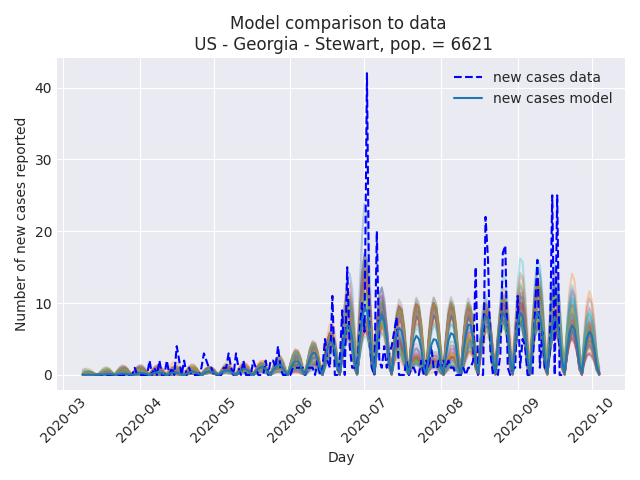 Model comparison to data
US - Georgia - Stewart, pop. = 6621
new cases data
new cases model
Number of new cases reported
40
30
20
10
0
2020-03
2020-04
2020-05
2020-06
2020-07
2020-08
2020-09
2020-10
Day